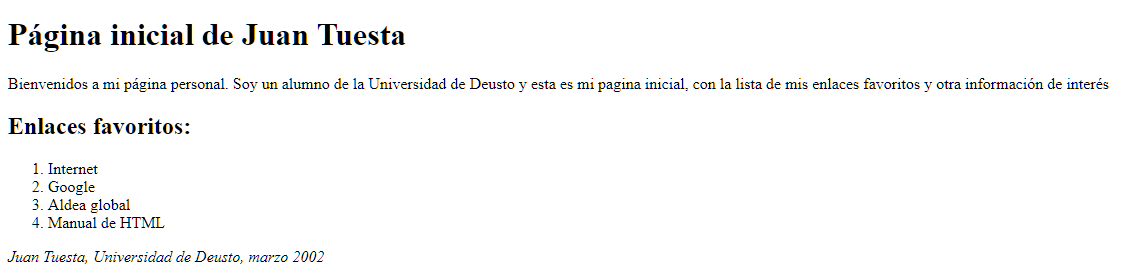 Página inicial de Juan Tuesta
Bienvenidos a mi página personal. Soy un alumno de la Universidad de Deusto y esta es mi pagina inicial, con la lista de mis enlaces favoritos y otra información de interés
Enlaces favoritos:
1. Internet
2. Google
3. Aldea global
4. Manual de HTML
Juan Tuesta, Universidad de Deusto, marzo 2002